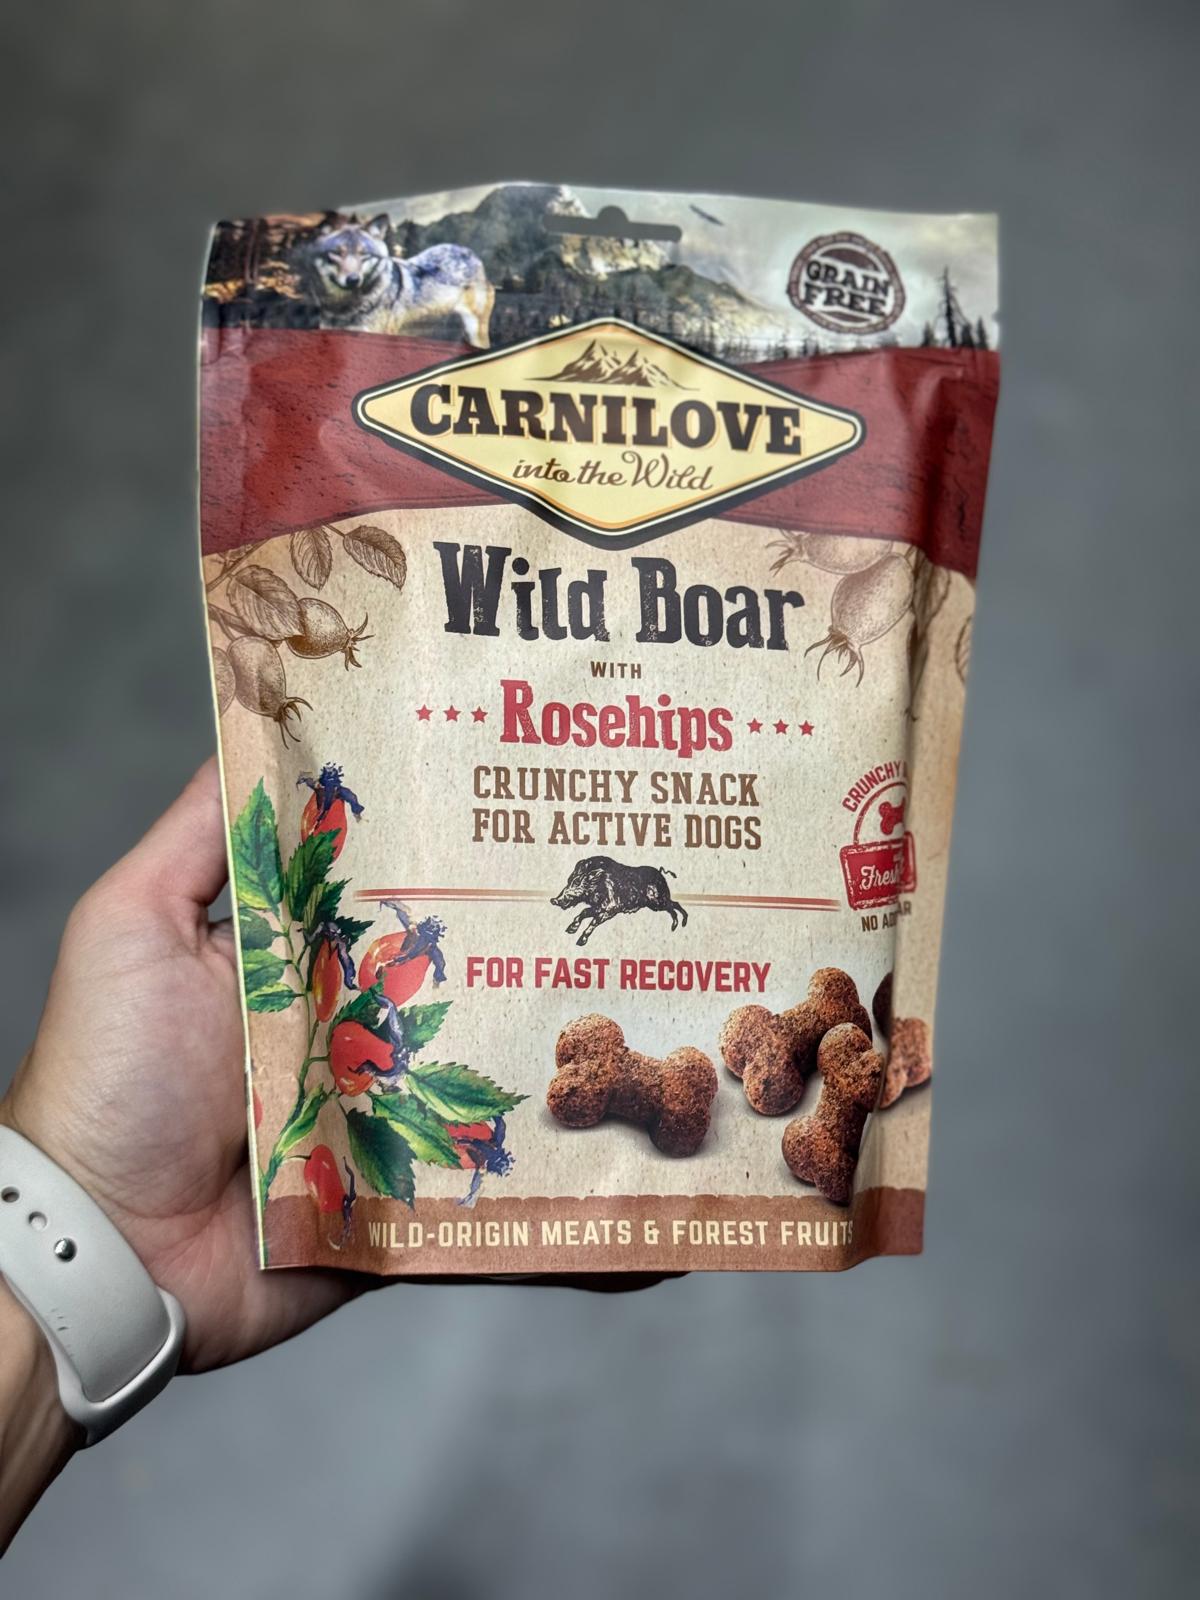 GRAIN
FREE
CARNILOVE
into the Wild
Wild Boar
WITH
Rosehips
CRUNCHY SNACK
FOR ACTIVE DOGS
CRUNCHY
Fresh
NO
FOR FAST RECOVERY
WILD-ORIGIN MEATS & FOREST FRUITS